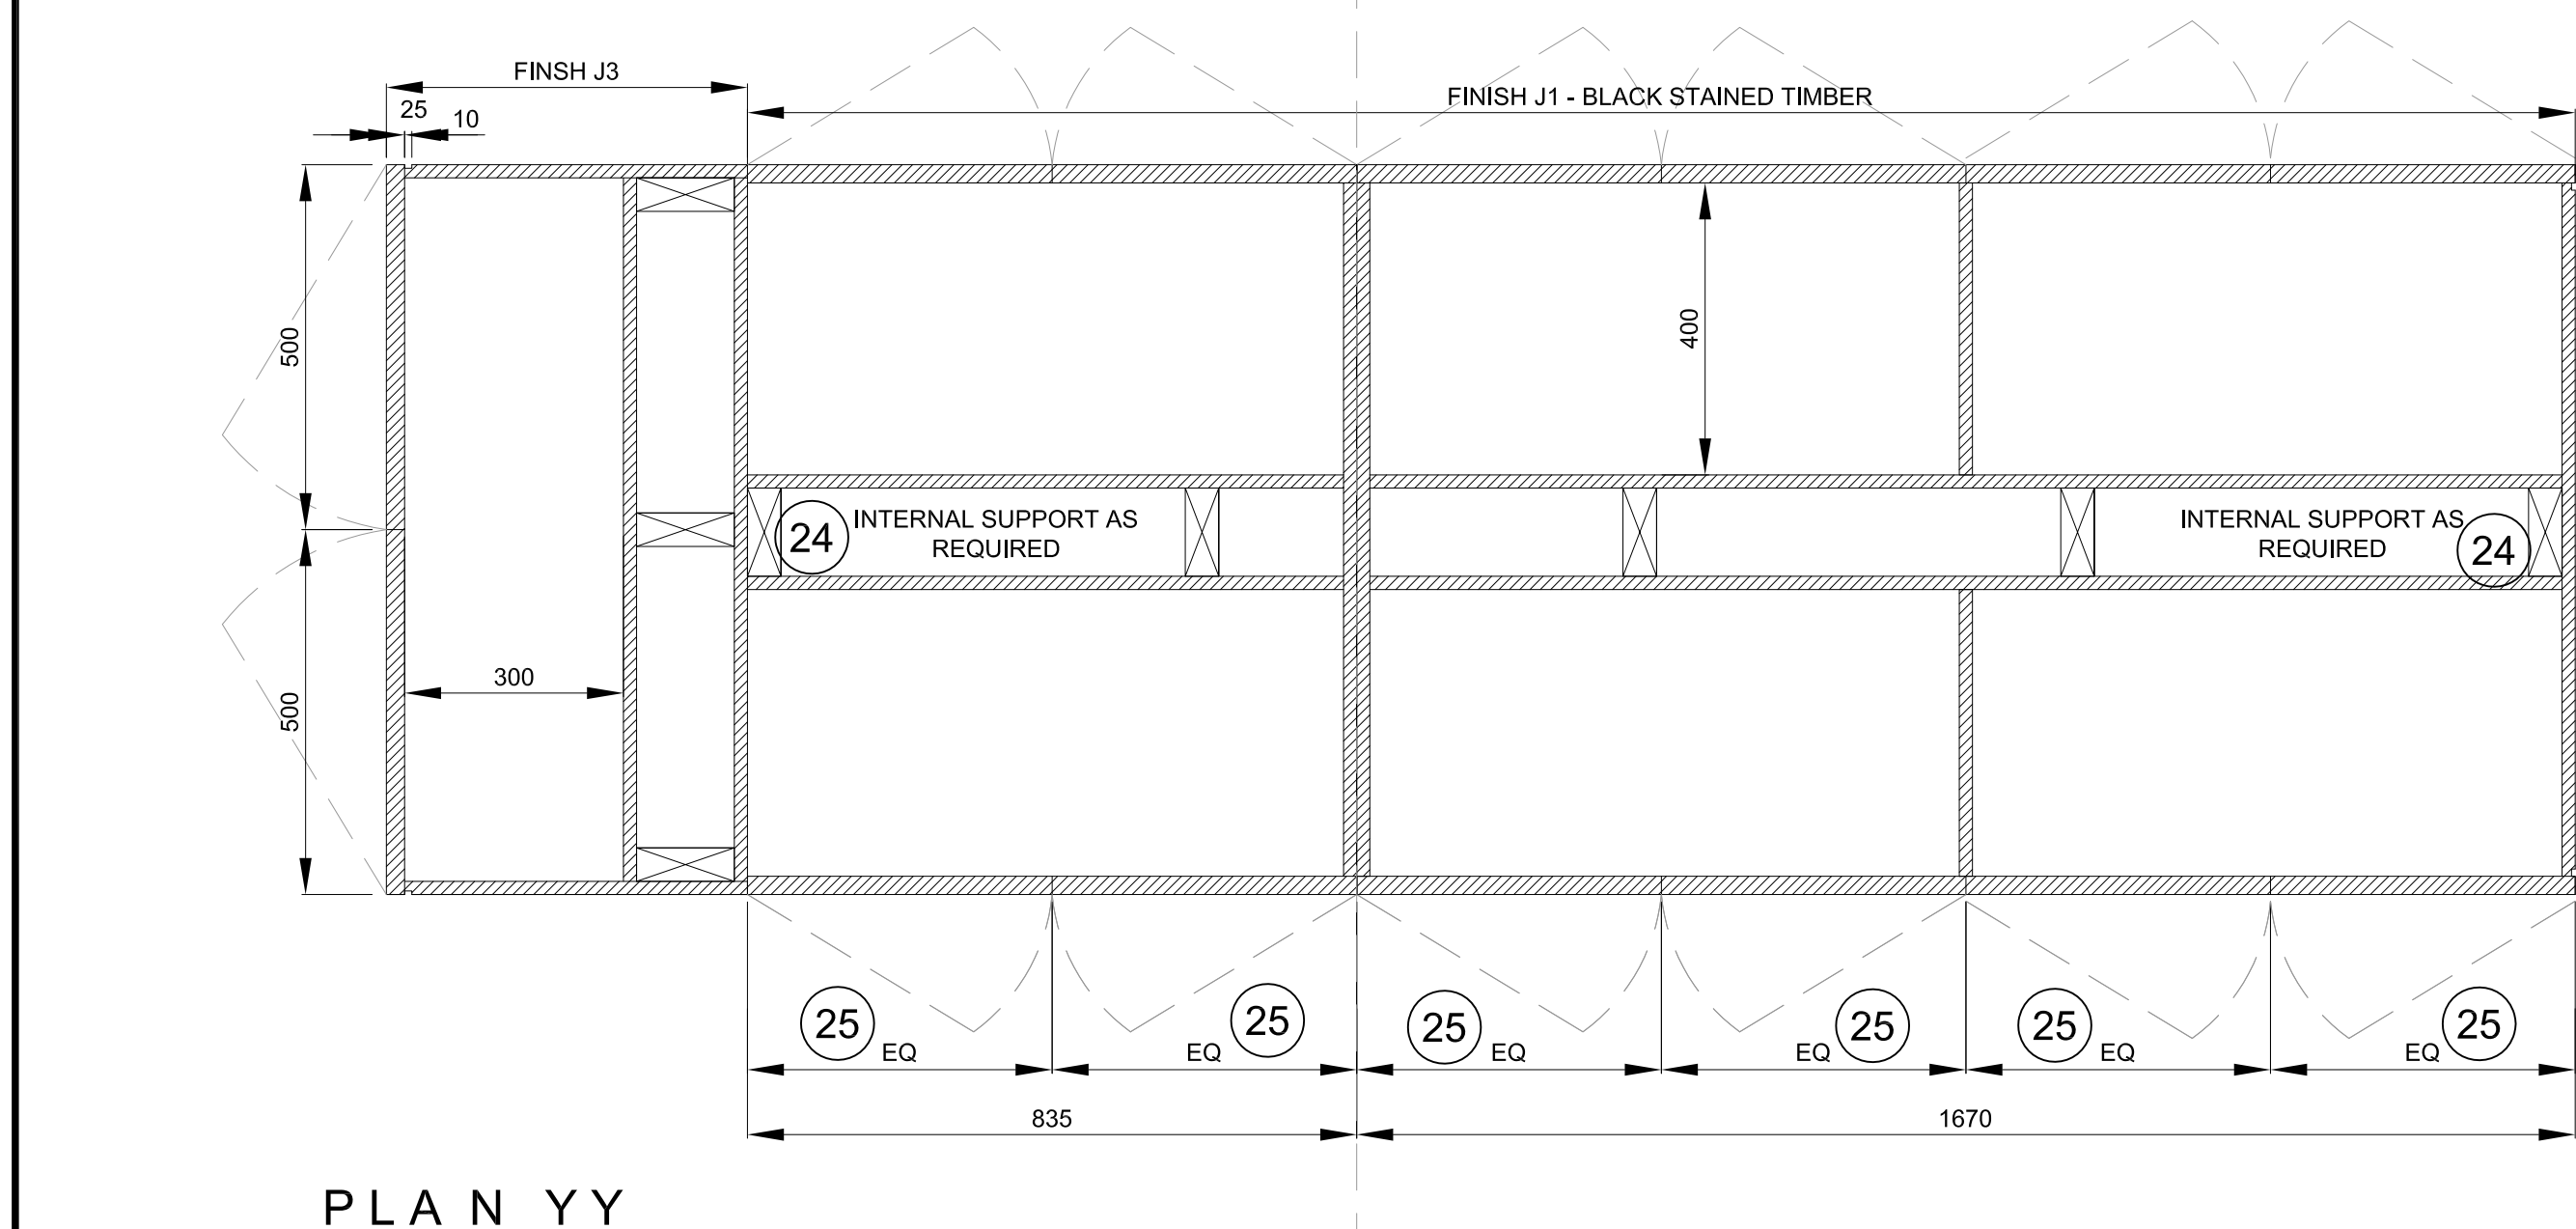 FINSH J3
25
10
FINISH J1 - BLACK STAINED TIMBER
500
400
24
INTERNAL SUPPORT AS
REQUIRED
INTERNAL SUPPORT AS
REQUIRED
24
300
500
25
EQ
EQ
25
25
EQ
EQ
25
25
EQ
EQ
25
835
1670
PLAN YY